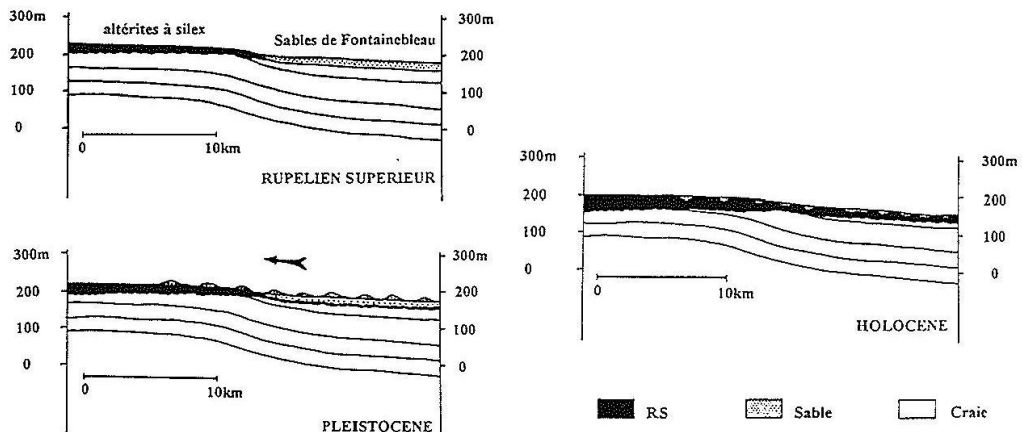 300m
300m
altérites à silex
Sables de Fontainebleau
200
200
100
100
0
0
0
10km
RUPELIEN SUPERIEUR
300m
300m
200
200
100
100
0
0
0
10km
PLEISTOCENE
300m
300m
200
200
100
100
0
0
0
10km
HOLOCENE
RS
Sable
Craie